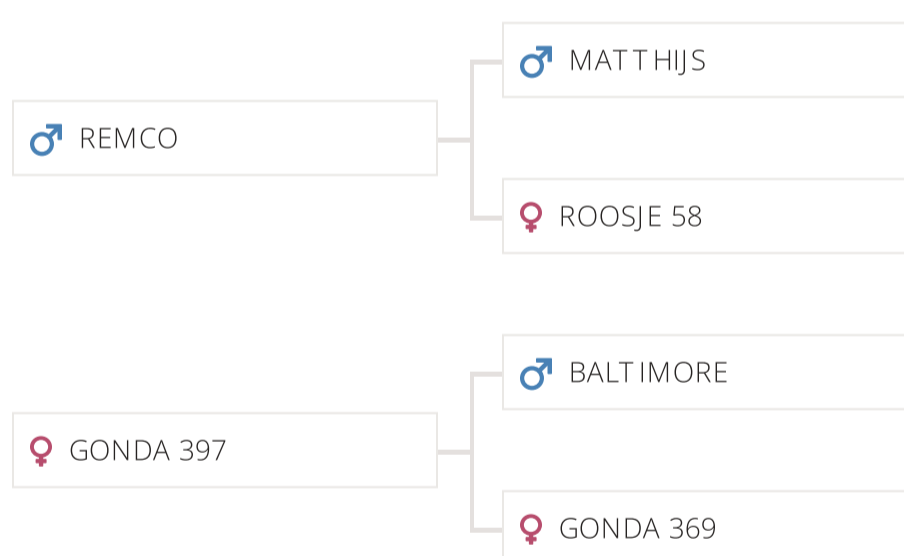 MATTHIJS
REMCO
ROOSJE 58
BALTIMORE
GONDA 397
GONDA 369